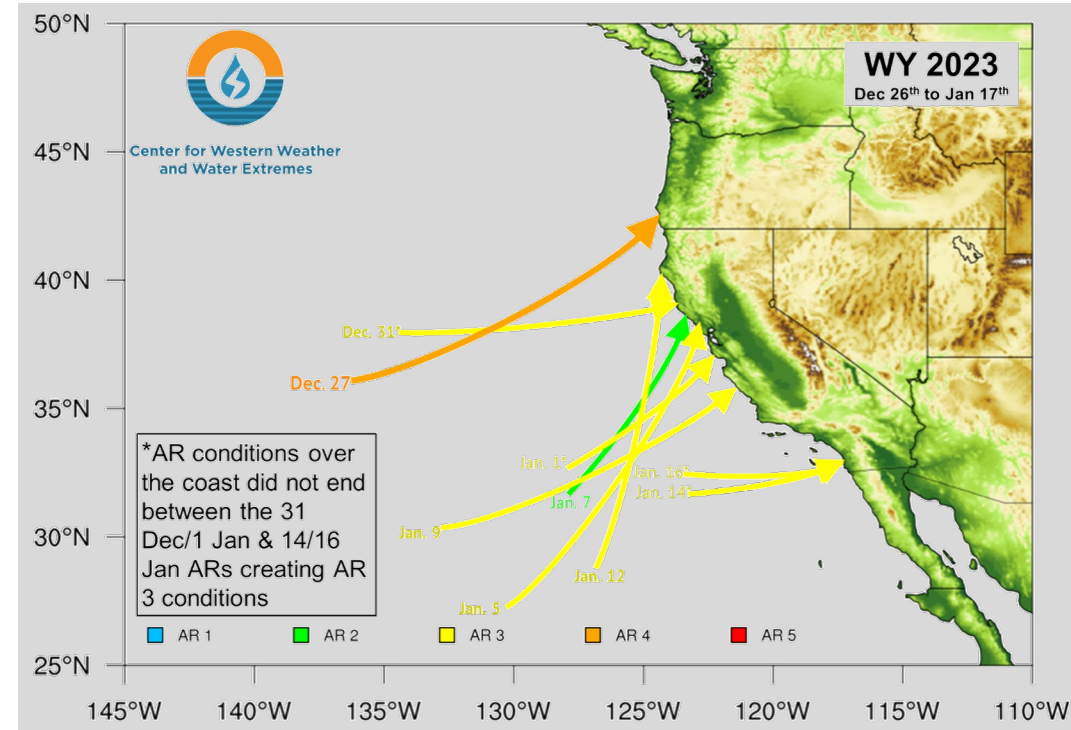 50°N
45°N
40°N
35°N
30°N
25°N
145°W 140°W 135°W 130°W 125°W 120°W 115°W 110°W
Center for Western Weather
and Water Extremes
WY 2023
Dec 26th to Jan 17th
Dec. 31*
Dec. 27
Jan. 1*
Jan. 7
Jan. 16*
Jan. 14*
Jan. 9
Jan. 12
Jan. 5
*AR conditions over
the coast did not end
between the 31
Dec/1 Jan & 14/16
Jan ARs creating AR
3 conditions
AR 1 AR 2 AR 3 AR 4 AR 5